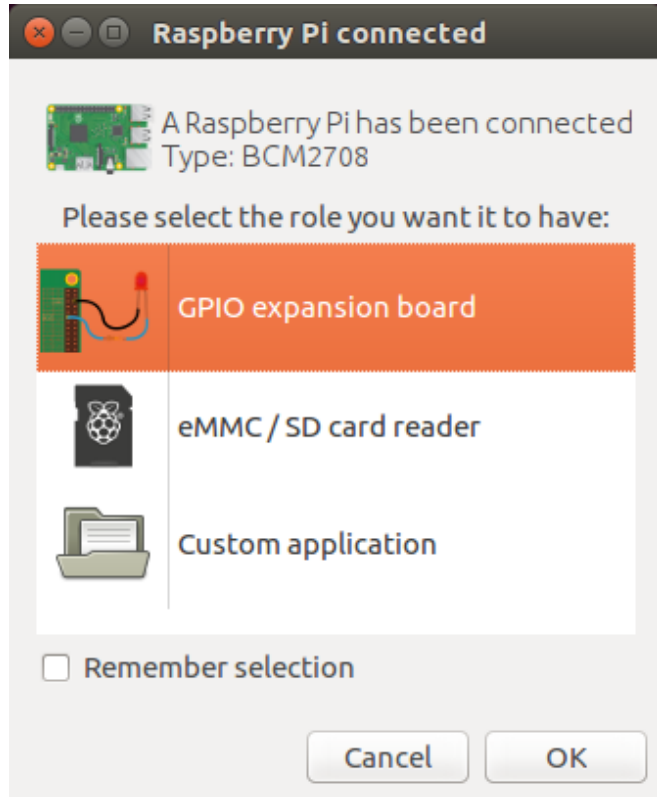 Raspberry Pi connected
A Raspberry Pi has been connected
Type: BCM2708
Please select the role you want it to have:
GPIO expansion board
eMMC / SD card reader
Custom application
Remember selection
Cancel OK